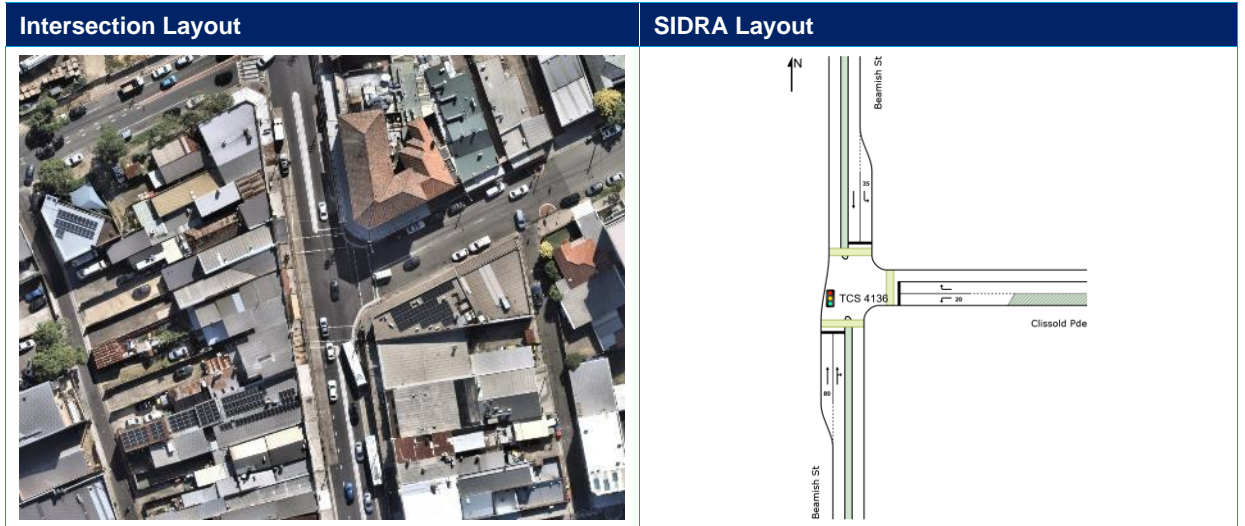 Intersection Layout
SIDRA Layout
N
Beamish St
35
TCS 4136
20
Clissold Pde
80
Beamish St